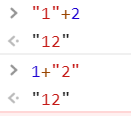 > "1"+2
<· "12"
> 1+"2"
<· "12"